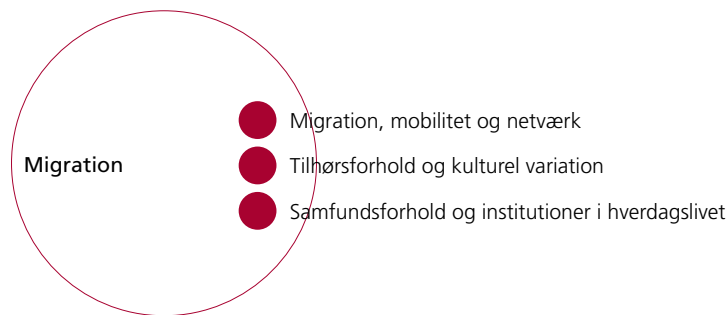 Migration, mobilitet og netværk
Migration
Tilhørsforhold og kulturel variation
Samfundsforhold og institutioner i hverdagslivet